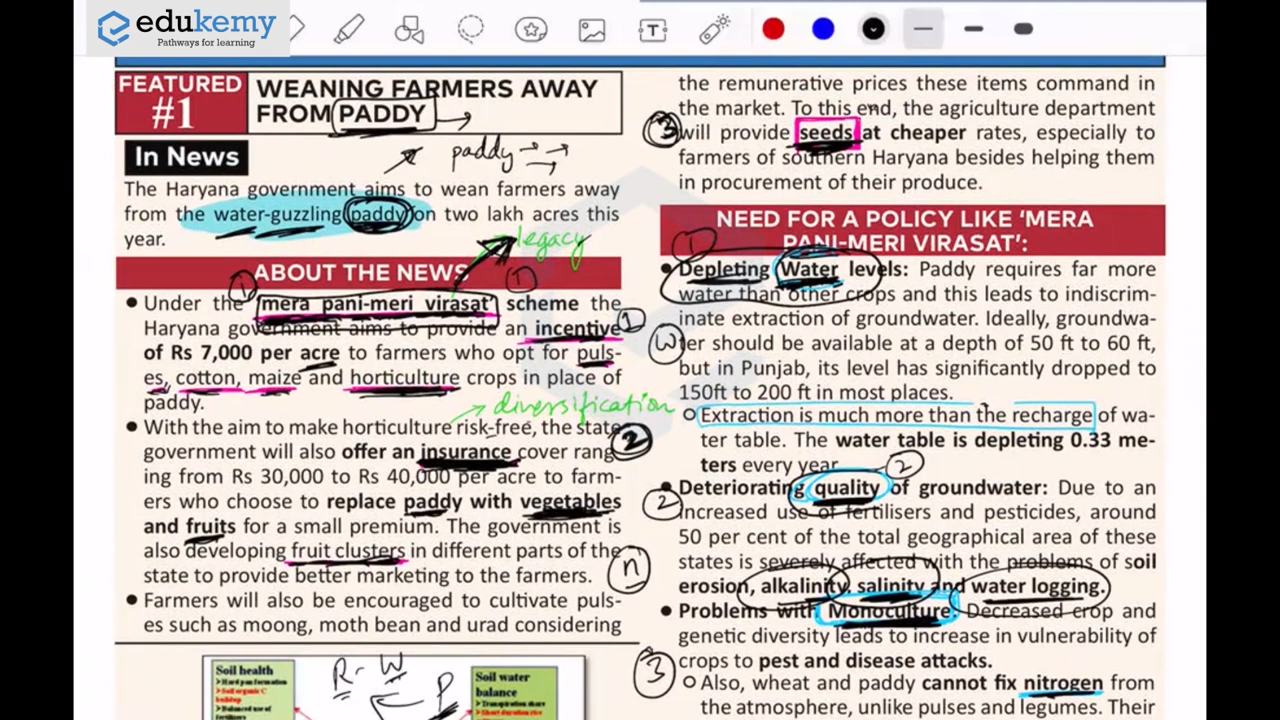 edukemy
Pathways for learning
T
FEATURED
#1
WEANING FARMERS AWAY
FROM PADDY
paddy
In News
The Haryana government aims to wean farmers away
from the water-guzzling paddy on two lakh acres this
year.
legacy
ABOUT THE NEWS
1
1
• Under the 'mera pani-meri virasat' scheme the
Haryana government aims to provide an incentive
1
of Rs 7,000 per acre to farmers who opt for puls-
es, cotton, maize and horticulture crops in place of
paddy.
diversification
• With the aim to make horticulture risk-free, the state
government will also offer an insurance cover rang-
2
ing from Rs 30,000 to Rs 40,000 per acre to farm-
ers who choose to replace paddy with vegetables
and fruits for a small premium. The government is
also developing fruit clusters in different parts of the
state to provide better marketing to the farmers.
n
• Farmers will also be encouraged to cultivate puls-
es such as moong, moth bean and urad considering
Soil health
Soil organic C
buildup
Balanced use of
fertilizers
R - W
P
Soil water
balance
the remunerative prices these items command in
the market. To this end, the agriculture department
3
will provide seeds at cheaper rates, especially to
farmers of southern Haryana besides helping them
in procurement of their produce.
NEED FOR A POLICY LIKE 'MERA
PANI-MERI VIRASAT':
1
• Depleting Water levels: Paddy requires far more
water than other crops and this leads to indiscrim-
inate extraction of groundwater. Ideally, groundwa-
W
ter should be available at a depth of 50 ft to 60 ft,
but in Punjab, its level has significantly dropped to
150ft to 200 ft in most places.
Extraction is much more than the recharge of wa-
ter table. The water table is depleting 0.33 me-
ters every year
2
• Deteriorating quality of groundwater: Due to an
2
increased use of fertilisers and pesticides, around
50 per cent of the total geographical area of these
states is severely affected with the problems of soil
erosion, alkalinity, salinity and water logging.
• Problems with Monoculture: Decreased crop and
genetic diversity leads to increase in vulnerability of
3
crops to pest and disease attacks.
Also, wheat and paddy cannot fix nitrogen from
the atmosphere, unlike pulses and legumes. Their